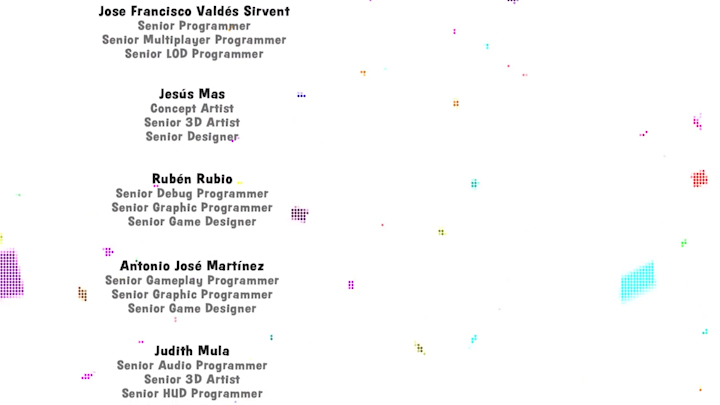 Jose Francisco Valdés Sirvent
Senior Programmer
Senior Multiplayer Programmer
Senior LOD Programmer
Jesús Mas
Concept Artist
Senior 3D Artist
Senior Designer
Rubén Rubio
Senior Debug Programmer
Senior Graphic Programmer
Senior Game Designer
Antonio José Martínez
Senior Gameplay Programmer
Senior Graphic Programmer
Senior Game Designer
Judith Mula
Senior Audio Programmer
Senior 3D Artist
Senior HUD Programmer